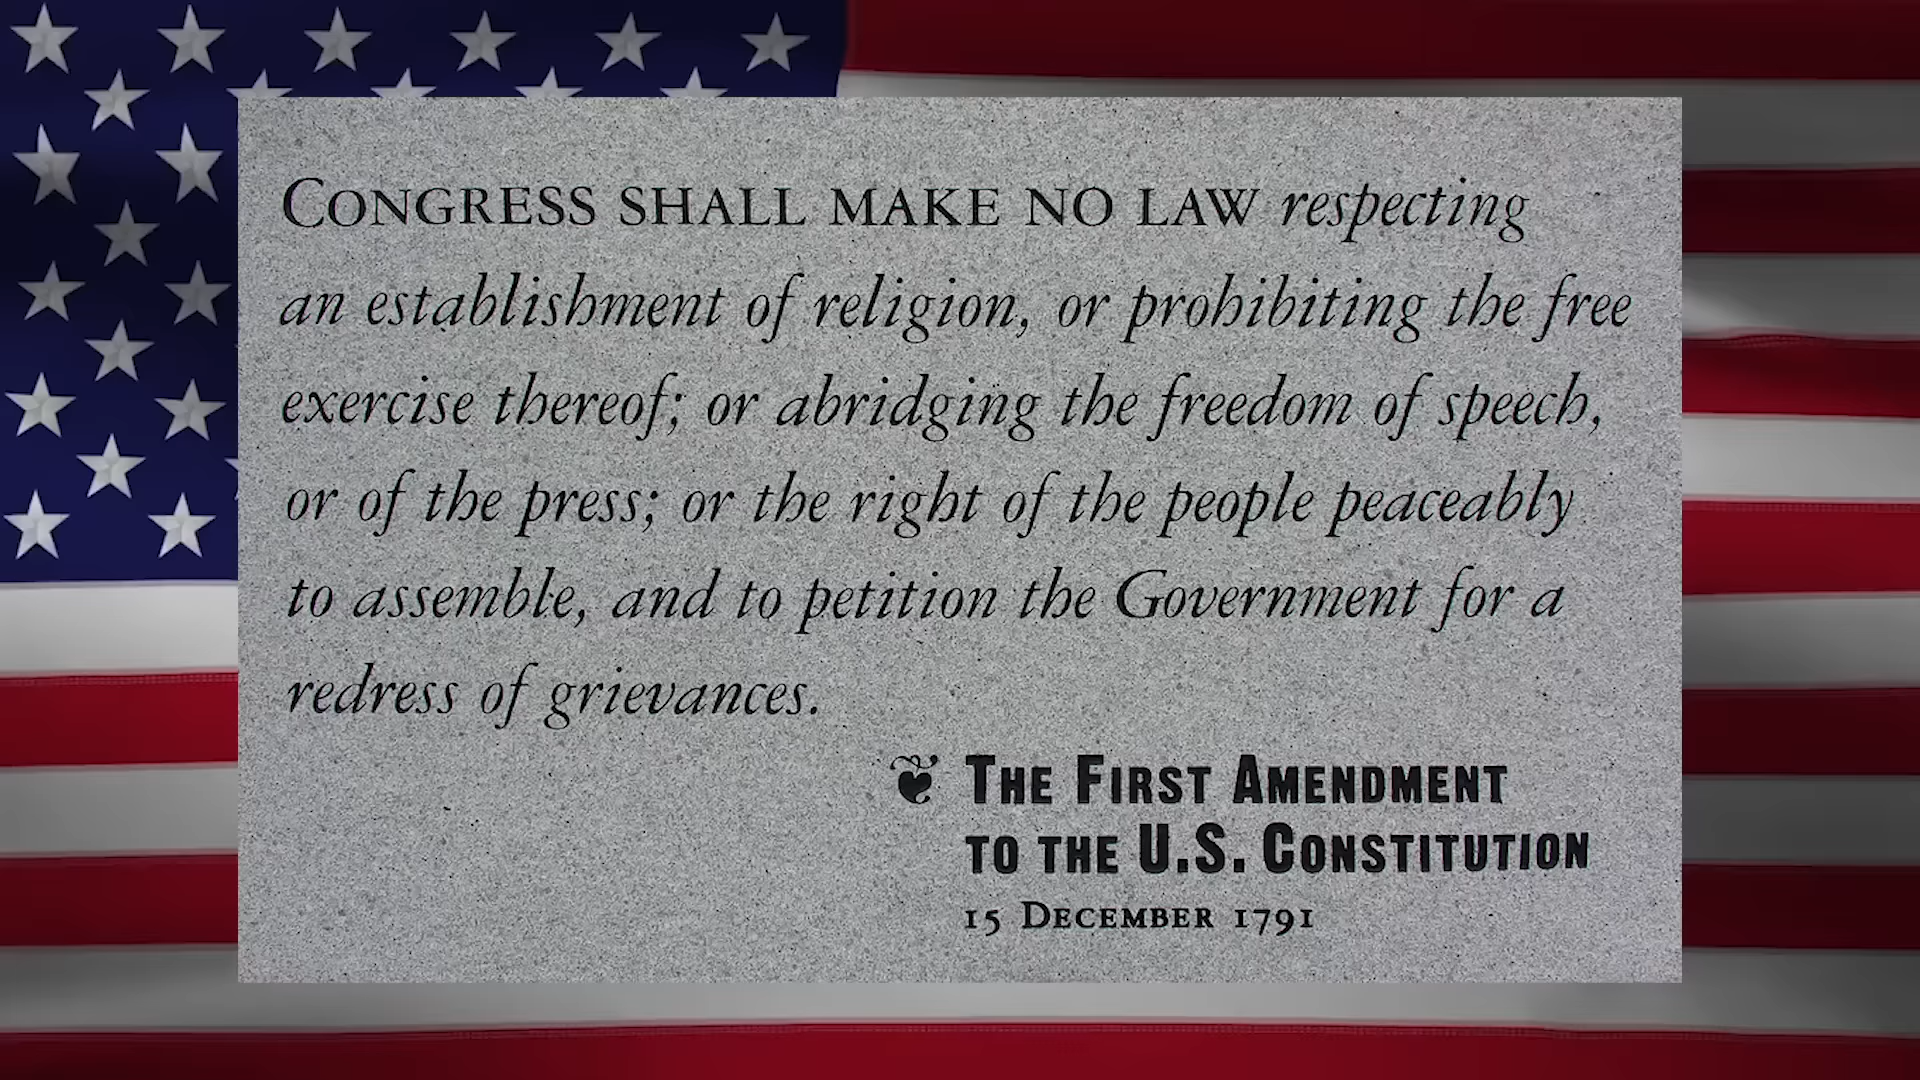 CONGRESS SHALL MAKE NO LAW respecting
an establishment of religion, or prohibiting the free
exercise thereof; or abridging the freedom of speech,
or of the press; or the right of the people peaceably
to assemble, and to petition the Government for a
redress of grievances.
THE FIRST AMENDMENT
TO THE U.S. CONSTITUTION
15 DECEMBER 1791